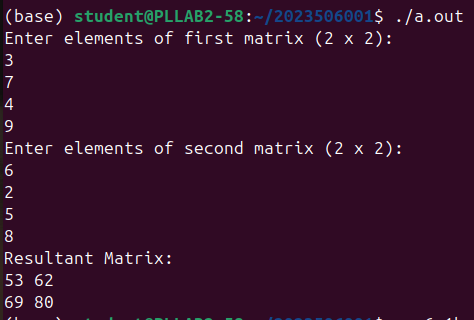 (base) student@PLLAB2-58:~/2023506001$ ./a.out
Enter elements of first matrix (2 x 2):
3
7
4
9
Enter elements of second matrix (2 x 2):
6
2
5
8
Resultant Matrix:
53 62
69 80